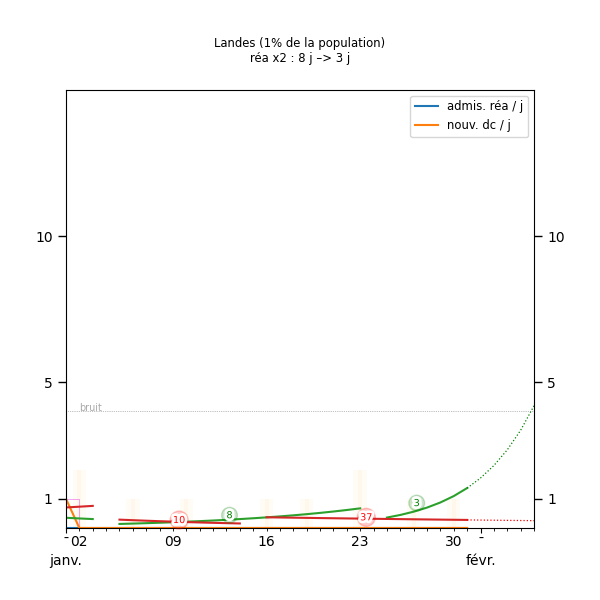 Landes (1% de la population)
réa x2 : 8 j –> 3 j
admis. réa / j
nouv. dc / j
10
10
5
5
bruit
1
1
3
8
10
37
02
09
16
23
30
-
janv.
févr.